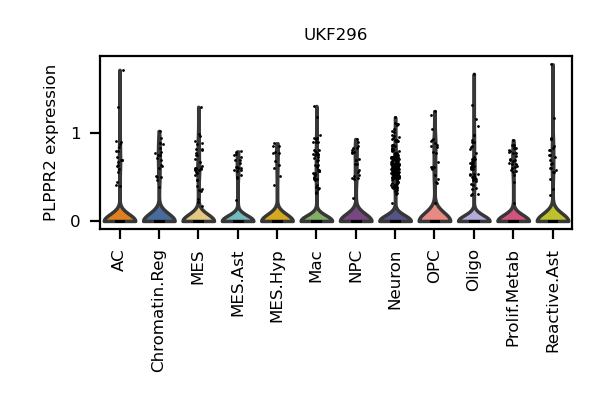 UKF296
PLPPR2 expression
1
0
AC
Chromatin.Reg
MES
MES.Ast
MES.Hyp
Mac
NPC
Neuron
OPC
Oligo
Prolif.Metab
Reactive.Ast